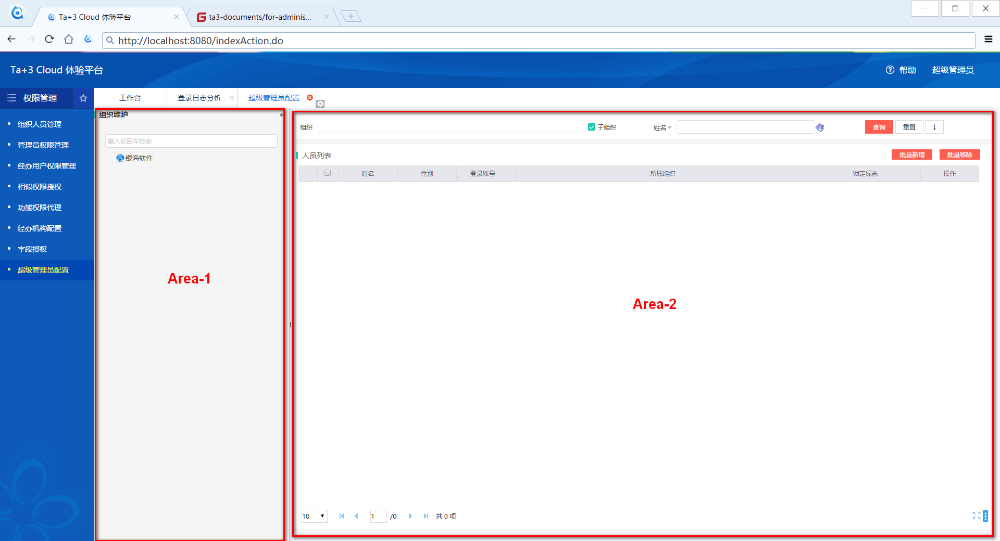 Ta+3 Cloud 体验平台
ta3-documents/for-adminis...
http://localhost:8080/indexAction.do
Ta+3 Cloud 体验平台
帮助
超级管理员
权限管理
工作台
登录日志分析
超级管理员配置
组织人员管理
管理员权限管理
经办用户权限管理
相似权限授权
功能权限代理
经办机构配置
字段授权
超级管理员配置
组织维护
输入后回车检索
银海软件
Area-1
组织
子组织
姓名
查询
重置
↓
人员列表
批量新增
批量移除
姓名
性别
登录账号
所属组织
锁定标志
操作
Area-2
10
1
/0
共 0 项